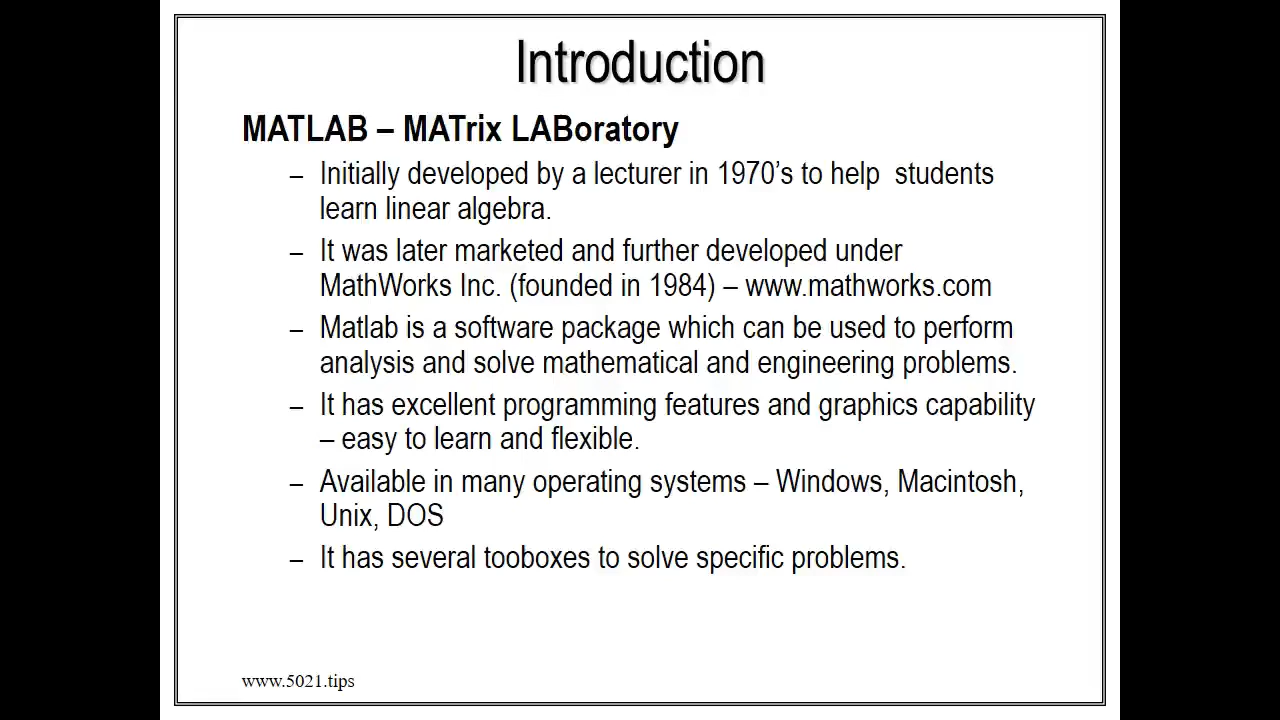 Introduction
MATLAB – MATrix LABoratory
– Initially developed by a lecturer in 1970’s to help  students
learn linear algebra.
– It was later marketed and further developed under
MathWorks Inc. (founded in 1984) – www.mathworks.com
– Matlab is a software package which can be used to perform
analysis and solve mathematical and engineering problems.
– It has excellent programming features and graphics capability
– easy to learn and flexible.
– Available in many operating systems – Windows, Macintosh,
Unix, DOS
– It has several tooboxes to solve specific problems.
www.5021.tips